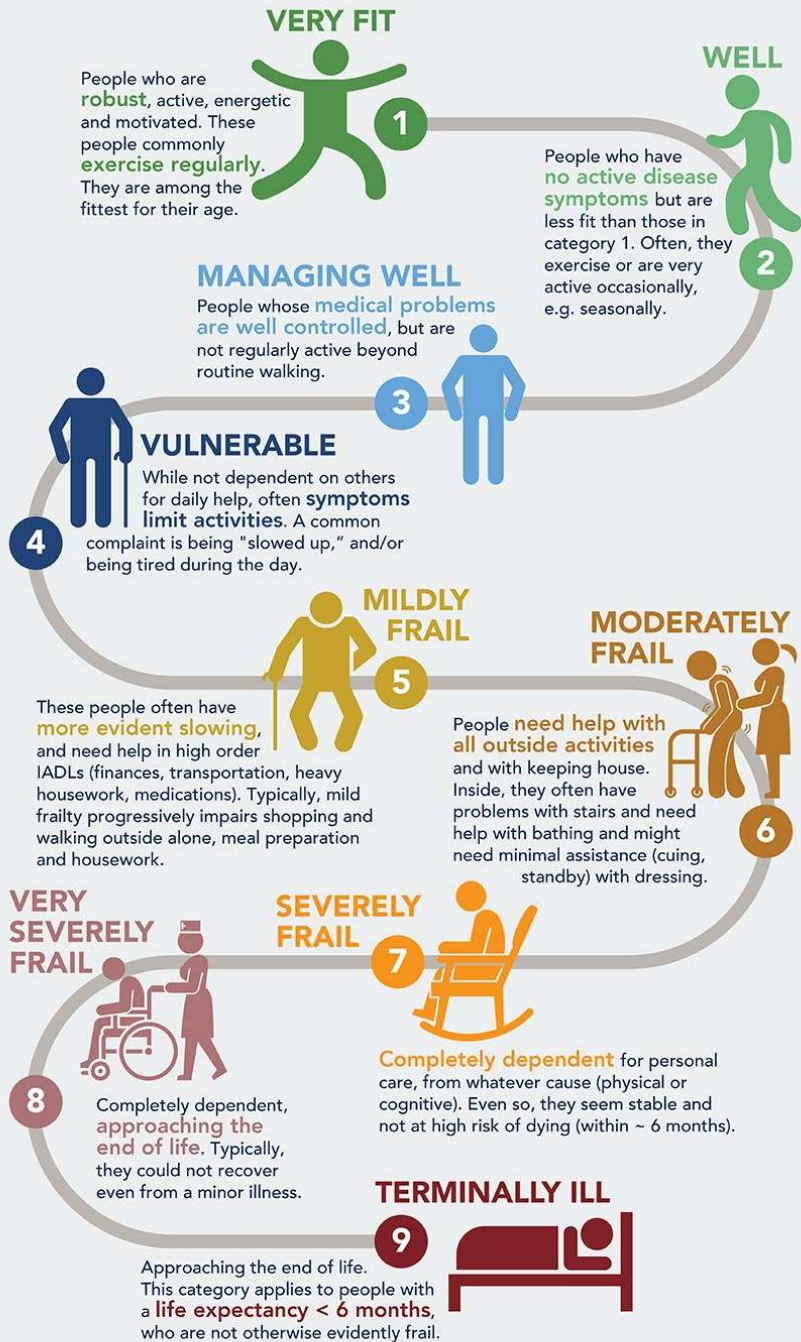 VERY FIT
People who are
robust, active, energetic
and motivated. These
people commonly
exercise regularly.
They are among the
fittest for their age.
1
WELL
People who have
no active disease
symptoms but are
less fit than those in
category 1. Often, they
exercise or are very
active occasionally,
e.g. seasonally.
2
MANAGING WELL
People whose medical problems
are well controlled, but are
not regularly active beyond
routine walking.
3
VULNERABLE
While not dependent on others
for daily help, often symptoms
limit activities. A common
complaint is being "slowed up,” and/or
being tired during the day.
4
MILDLY
FRAIL
5
These people often have
more evident slowing,
and need help in high order
IADLs (finances, transportation, heavy
housework, medications). Typically, mild
frailty progressively impairs shopping and
walking outside alone, meal preparation
and housework.
MODERATELY
FRAIL
People need help with
all outside activities
and with keeping house.
Inside, they often have
problems with stairs and need
help with bathing and might
need minimal assistance (cuing,
standby) with dressing.
6
SEVERELY
FRAIL
7
Completely dependent for personal
care, from whatever cause (physical or
cognitive). Even so, they seem stable and
not at high risk of dying (within ~ 6 months).
VERY
SEVERELY
FRAIL
8
Completely dependent,
approaching the
end of life. Typically,
they could not recover
even from a minor illness.
TERMINALLY ILL
9
Approaching the end of life.
This category applies to people with
a life expectancy < 6 months,
who are not otherwise evidently frail.